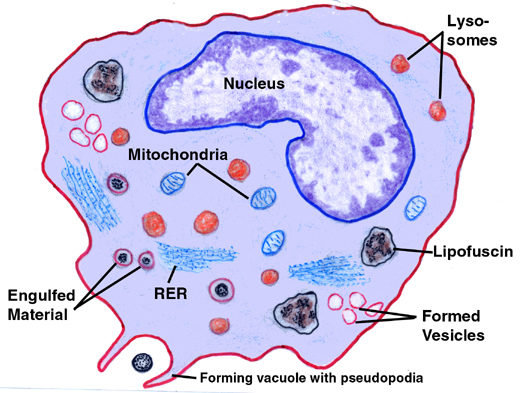 Lyso-
somes
Nucleus
Mitochondria
Lipofuscin
RER
Engulfed
Material
Formed
Vesicles
Forming vacuole with pseudopodia